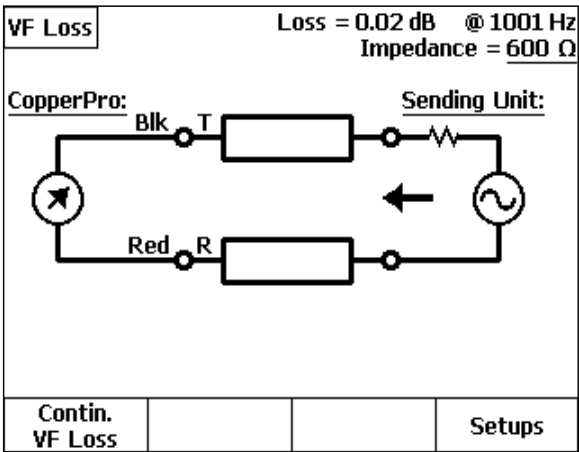 VF Loss
Loss = 0.02 dB @ 1001 Hz
Impedance = 600 Ω
CopperPro:
Sending Unit:
Blk T
Red R
Contin.
VF Loss
Setups